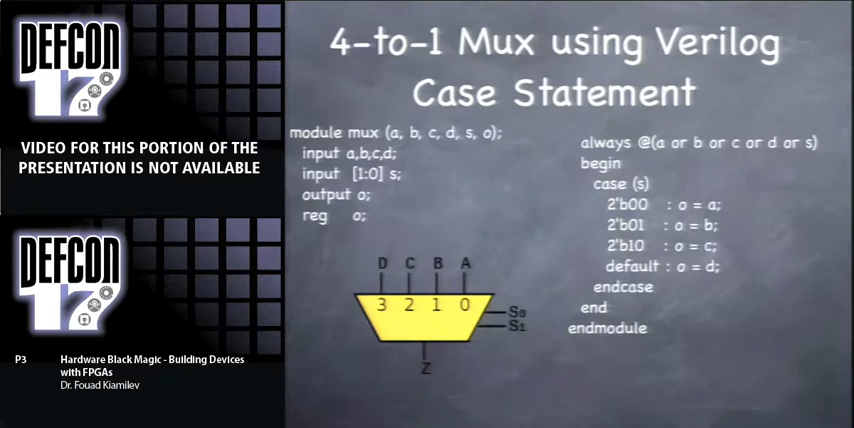 DEFCON
17
VIDEO FOR THIS PORTION OF THE
PRESENTATION IS NOT AVAILABLE
DEFCON
17
P3 Hardware Black Magic - Building Devices
with FPGAs
Dr. Fouad Kiamilev
4-to-1 Mux using Verilog
Case Statement
module mux (a, b, c, d, s, o);
input a,b,c,d;
input [1:0] s;
output o;
reg o;
always @(a or b or c or d or s)
begin
case (s)
2'b00 : o = a;
2'b01 : o = b;
2'b10 : o = c;
default : o = d;
endcase
end
endmodule
D C B A
3 2 1 0
S0
S1
Z